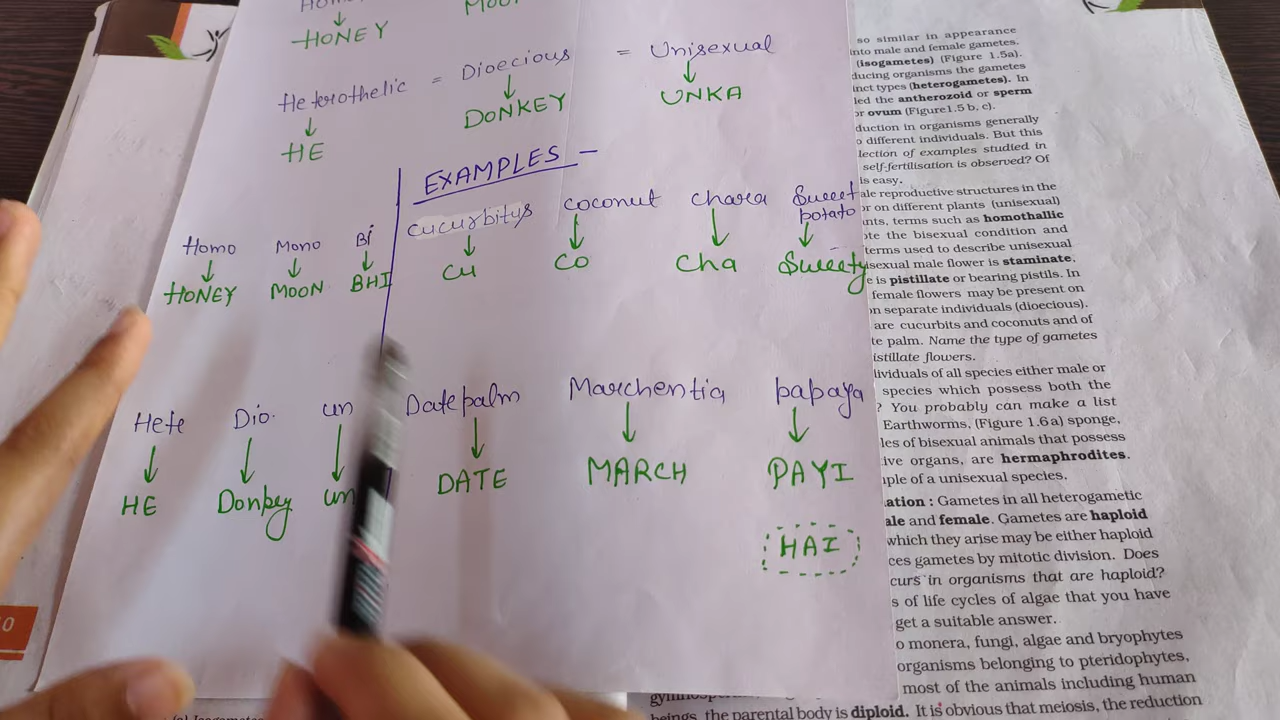 HONEY
Heterothelic = Dioecious = Unisexual
HE DONKEY UNKA
EXAMPLES -
Homo Mono Bi
HONEY MOON BHI
cucurbitys coconut chara Sweet potato
CU CO Cha Sweety
Hete Dio. un
HE Donkey un
Datepalm Marchentia papaya
DATE MARCH PAYI
HAI
so similar in appearance
into male and female gametes.
(isogametes) (Figure 1.5a).
ducing organisms the gametes
nct types (heterogametes). In
led the antherozoid or sperm
or ovum (Figure1.5 b, c).
duction in organisms generally
different individuals. But this
lection of examples studied in
self-fertilisation is observed? Of
is easy.
ale reproductive structures in the
or on different plants (unisexual)
nts, terms such as homothallic
ote the bisexual condition and
terms used to describe unisexual
isexual male flower is staminate,
e is pistillate or bearing pistils. In
female flowers may be present on
n separate individuals (dioecious).
are cucurbits and coconuts and of
te palm. Name the type of gametes
istillate flowers.
lividuals of all species either male or
species which possess both the
? You probably can make a list
Earthworms, (Figure 1.6a) sponge,
les of bisexual animals that possess
ive organs, are hermaphrodites.
ple of a unisexual species.
ation : Gametes in all heterogametic
ale and female. Gametes are haploid
which they arise may be either haploid
ces gametes by mitotic division. Does
curs in organisms that are haploid?
s of life cycles of algae that you have
get a suitable answer.
o monera, fungi, algae and bryophytes
organisms belonging to pteridophytes,
most of the animals including human
beings, the parental body is diploid. It is obvious that meiosis, the reduction